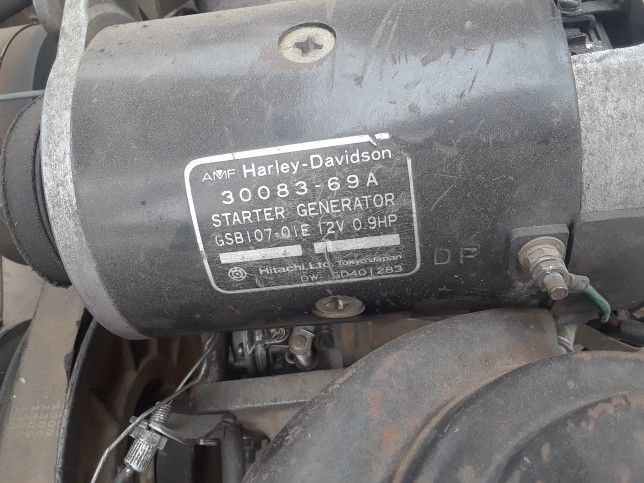 AMF Harley-Davidson
30083-69A
STARTER GENERATOR
GSB107-01E 12V 0.9HP
Hitachi, Ltd. Tokyo Japan
DF